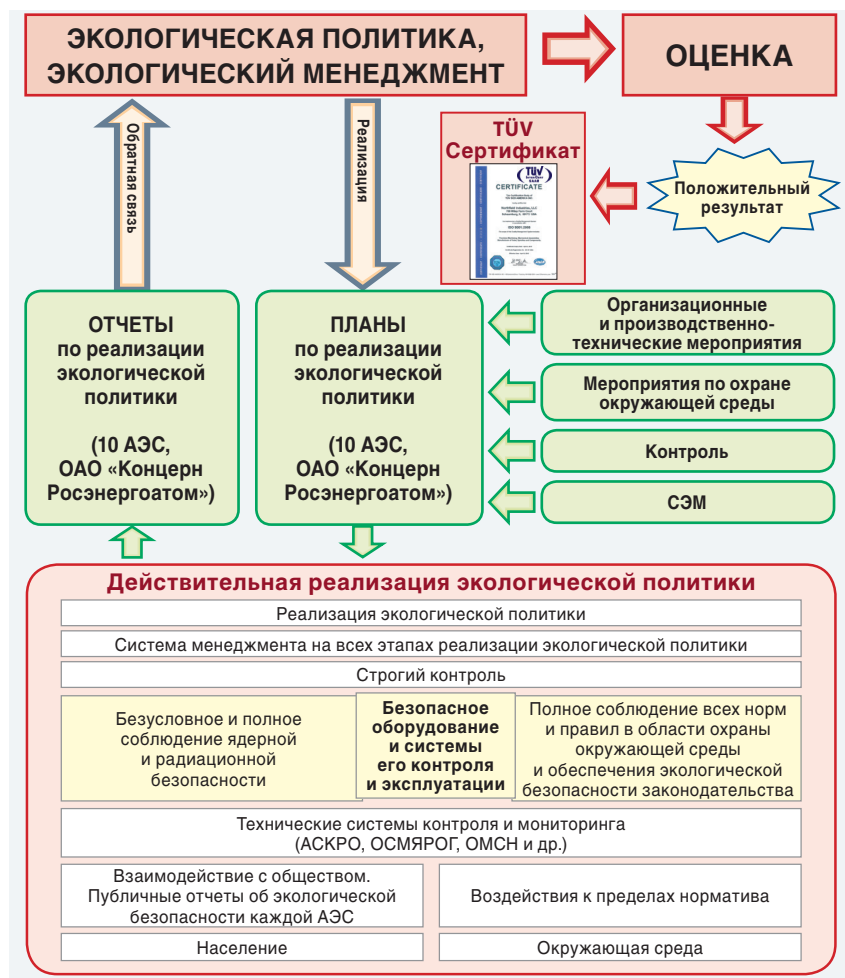 ЭКОЛОГИЧЕСКАЯ ПОЛИТИКА,
ЭКОЛОГИЧЕСКИЙ МЕНЕДЖМЕНТ
ОЦЕНКА
Обратная связь
Реализация
TÜV
Сертификат
TÜV
CERTIFICATE
ISO 9001:2008
Положительный
результат
ОТЧЕТЫ
по реализации
экологической
политики
(10 АЭС,
ОАО «Концерн
Росэнергоатом»)
ПЛАНЫ
по реализации
экологической
политики
(10 АЭС,
ОАО «Концерн
Росэнергоатом»)
Организационные
и производственно-
технические мероприятия
Мероприятия по охране
окружающей среды
Контроль
СЭМ
Действительная реализация экологической политики
Реализация экологической политики
Система менеджмента на всех этапах реализации экологической политики
Строгий контроль
Безусловное и полное
соблюдение ядерной
и радиационной
безопасности
Безопасное
оборудование
и системы
его контроля
и эксплуатации
Полное соблюдение всех норм
и правил в области охраны
окружающей среды
и обеспечения экологической
безопасности законодательства
Технические системы контроля и мониторинга
(АСКРО, ОСМЯРОГ, ОМСН и др.)
Взаимодействие с обществом.
Публичные отчеты об экологической
безопасности каждой АЭС
Воздействия к пределах норматива
Население
Окружающая среда